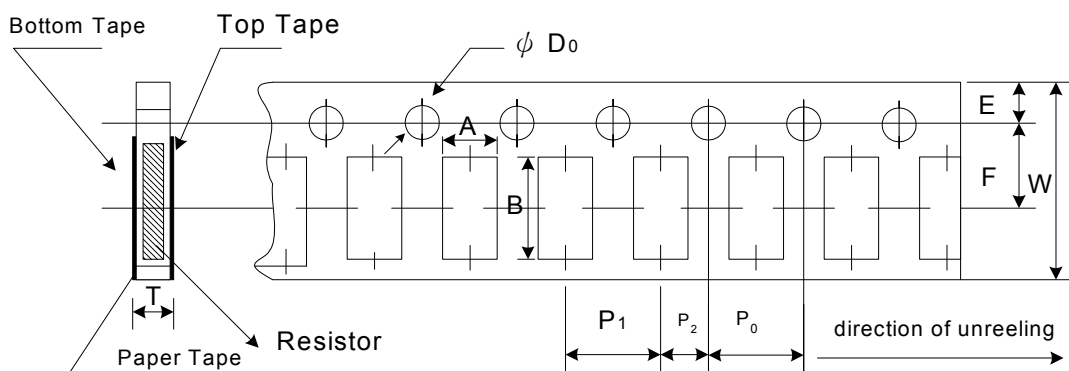 Bottom Tape
Top Tape
ψ D0
E
A
F
W
B
T
P1
P2
P0
direction of unreeling
Resistor
Paper Tape